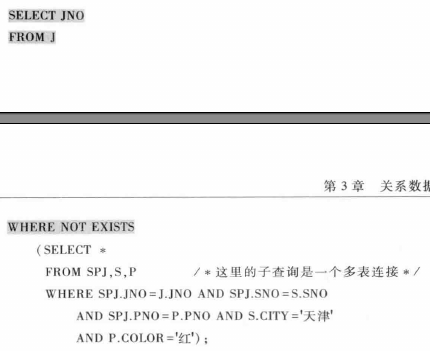 SELECT JNO
FROM J
第 3 章 关系数据
WHERE NOT EXISTS
(SELECT *
FROM SPJ,S,P /*这里的子查询是一个多表连接*/
WHERE SPJ.JNO=J.JNO AND SPJ.SNO=S.SNO
AND SPJ.PNO=P.PNO AND S.CITY='天津'
AND P.COLOR='红');